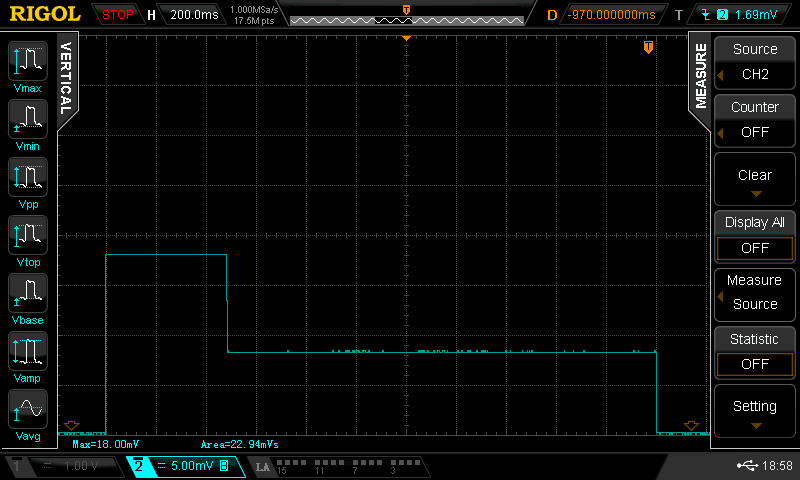 RIGOL STOP H 200.0ms 1.000MSa/s 17.5M pts T D -970.000000ms T 2 1.69mV
T
VERTICAL
Vmax
Vmin
Vpp
Vtop
Vbase
Vamp
Vavg
Max=18.00mV Area=22.94mVs
MEASURE
Source
CH2
Counter
OFF
Clear
Display All
OFF
Measure
Source
Statistic
OFF
Setting
1 = 1.00 V 2 = 5.00mV B LA 15 11 7 3 18:58